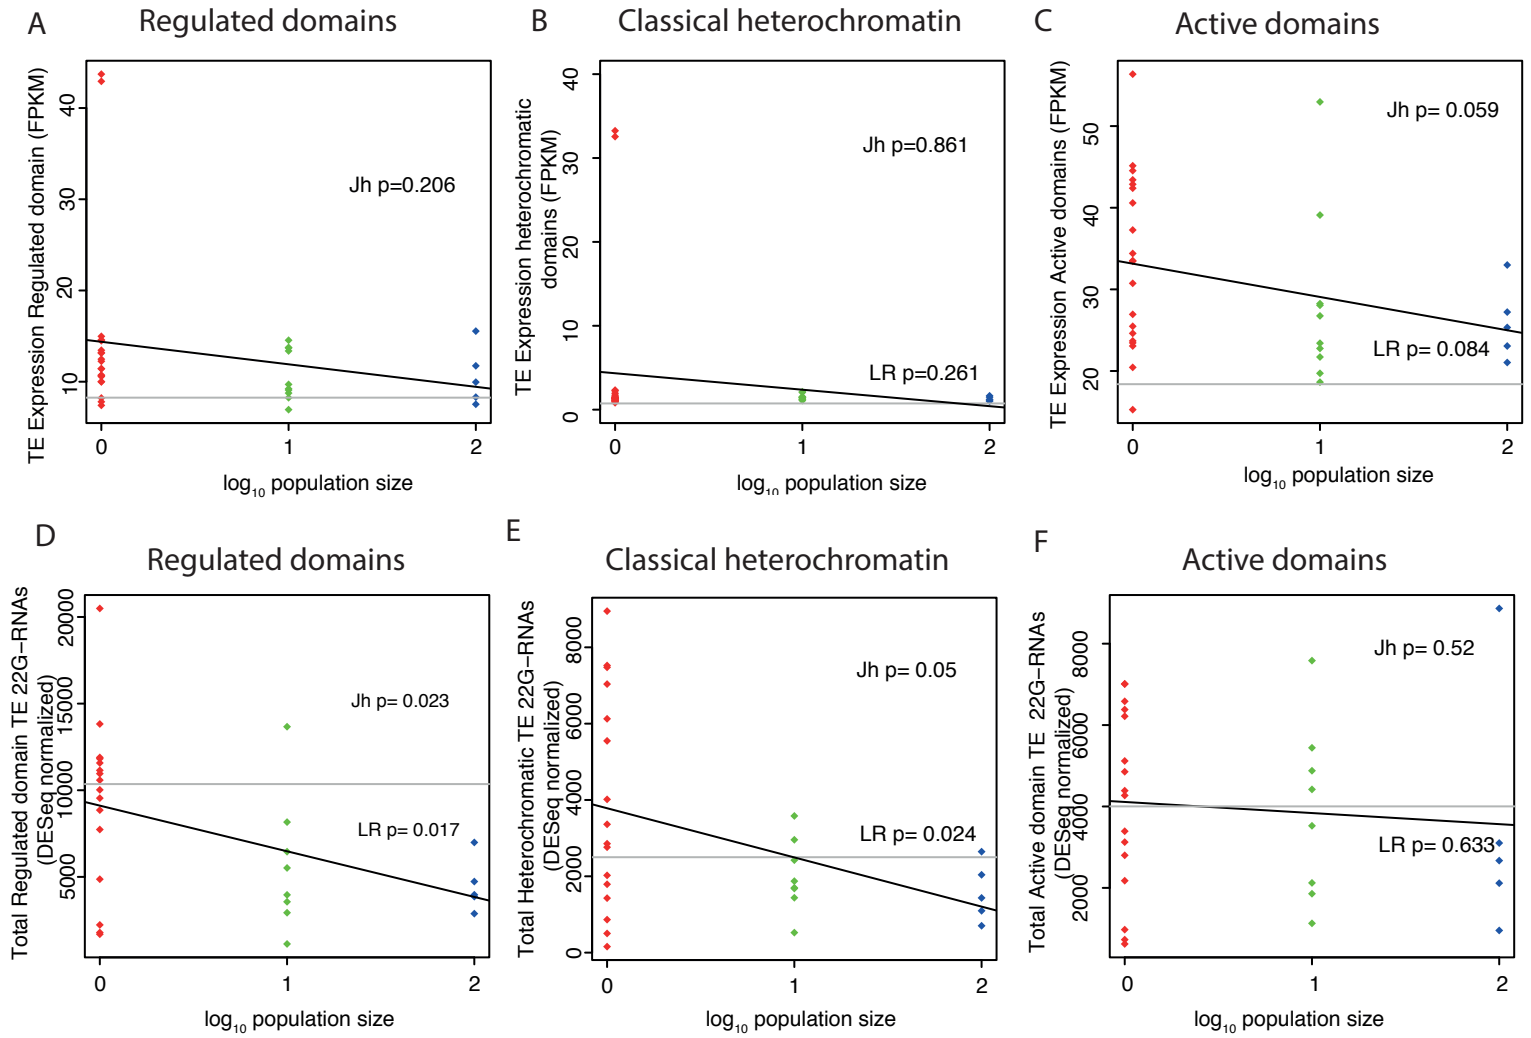 A
Regulated domains
TE Expression Regulated domain (FPKM)
40
30
20
10
Jh p=0.206
0
1
2
log10 population size
B
Classical heterochromatin
TE Expression heterochromatic
domains (FPKM)
40
30
20
10
0
Jh p=0.861
LR p=0.261
0
1
2
log10 population size
C
Active domains
TE Expression Active domains (FPKM)
50
40
30
20
Jh p= 0.059
LR p= 0.084
0
1
2
log10 population size
D
Regulated domains
Total Regulated domain TE 22G−RNAs
(DESeq normalized)
20000
15000
10000
5000
Jh p= 0.023
LR p= 0.017
0
1
2
log10 population size
E
Classical heterochromatin
Total Heterochromatic TE 22G−RNAs
(DESeq normalized)
8000
6000
4000
2000
0
Jh p= 0.05
LR p= 0.024
0
1
2
log10 population size
F
Active domains
Total Active domain TE 22G−RNAs
(DESeq normalized)
8000
6000
4000
2000
Jh p= 0.52
LR p= 0.633
0
1
2
log10 population size